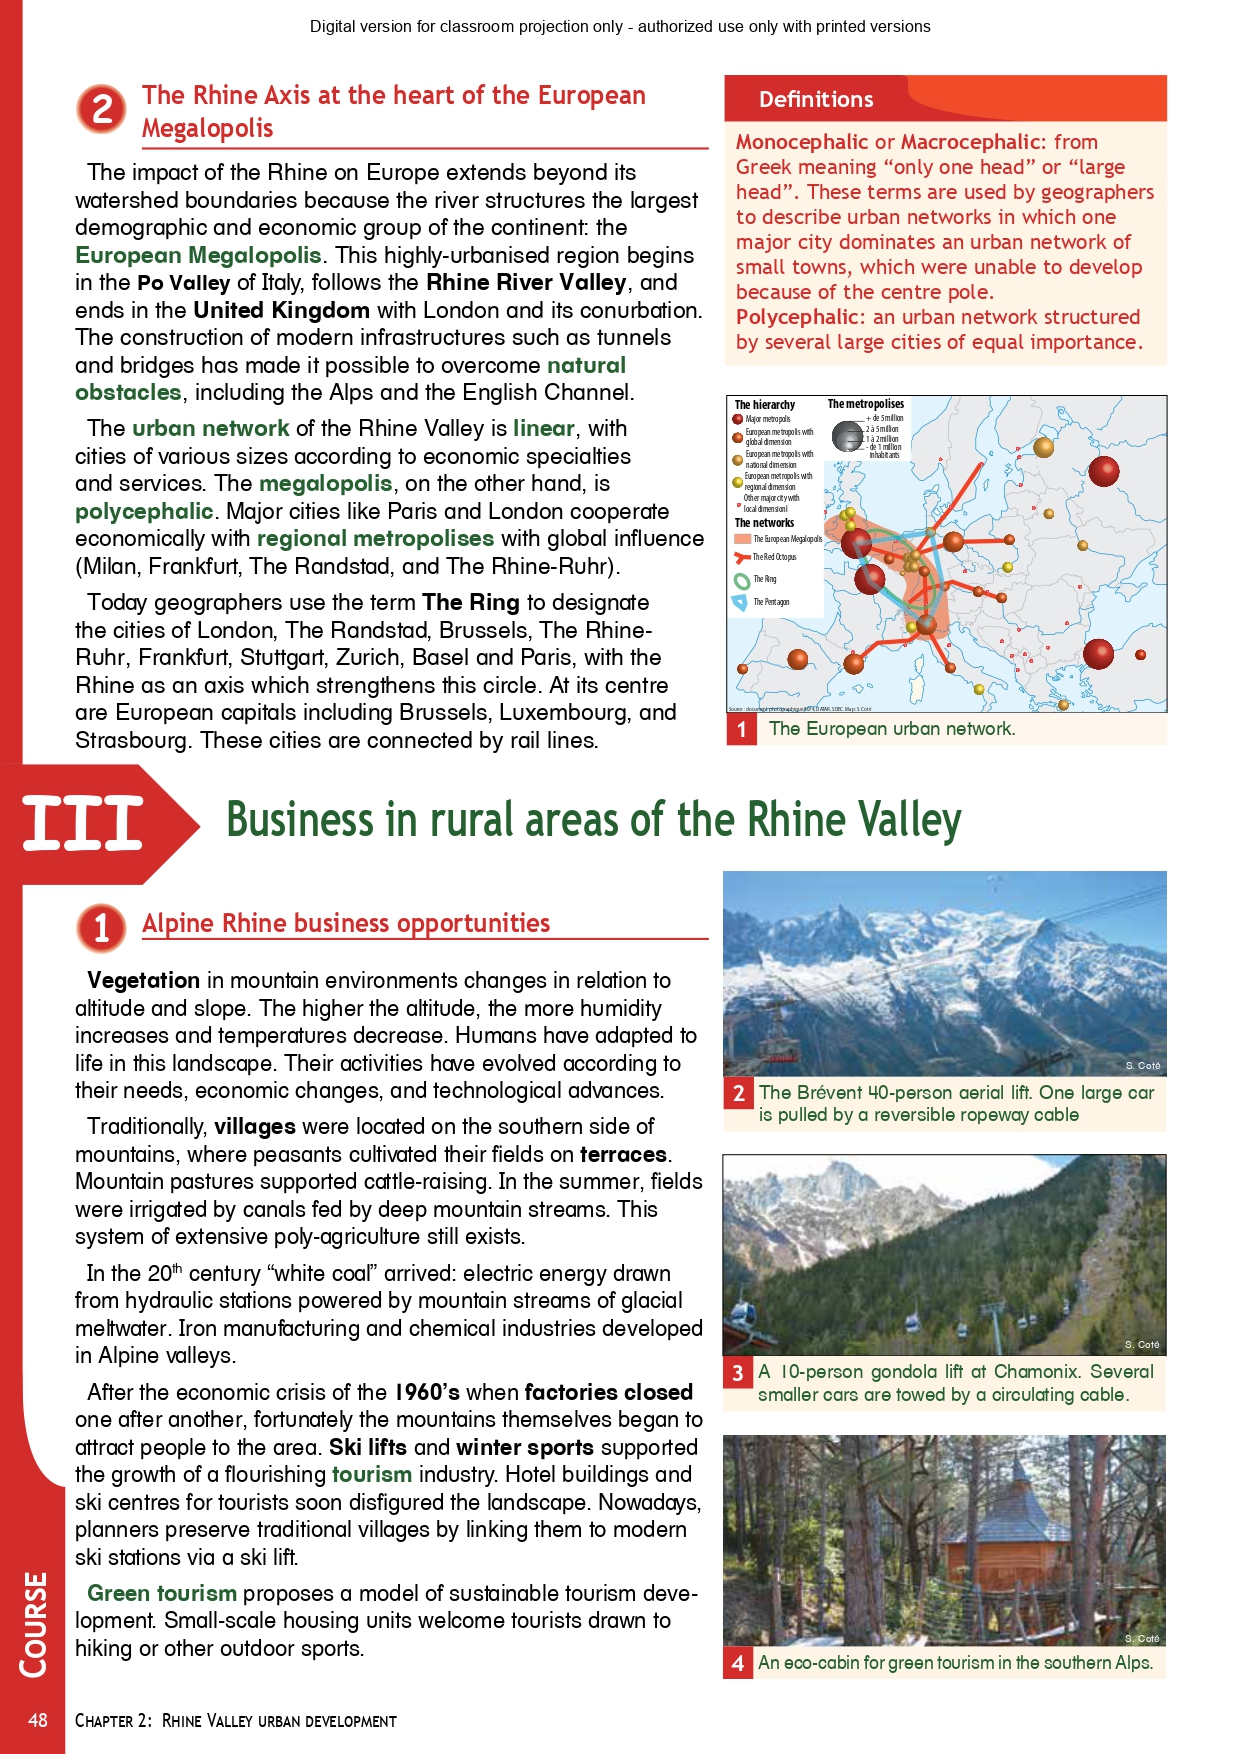 Digital version for classroom projection only - authorized use only with printed versions
2
The Rhine Axis at the heart of the European
Megalopolis
The impact of the Rhine on Europe extends beyond its
watershed boundaries because the river structures the largest
demographic and economic group of the continent: the
European Megalopolis. This highly-urbanised region begins
in the Po Valley of Italy, follows the Rhine River Valley, and
ends in the United Kingdom with London and its conurbation.
The construction of modern infrastructures such as tunnels
and bridges has made it possible to overcome natural
obstacles, including the Alps and the English Channel.
The urban network of the Rhine Valley is linear, with
cities of various sizes according to economic specialties
and services. The megalopolis, on the other hand, is
polycephalic. Major cities like Paris and London cooperate
economically with regional metropolises with global influence
(Milan, Frankfurt, The Randstad, and The Rhine-Ruhr).
Today geographers use the term The Ring to designate
the cities of London, The Randstad, Brussels, The Rhine-
Ruhr, Frankfurt, Stuttgart, Zurich, Basel and Paris, with the
Rhine as an axis which strengthens this circle. At its centre
are European capitals including Brussels, Luxembourg, and
Strasbourg. These cities are connected by rail lines.
Definitions
Monocephalic or Macrocephalic: from
Greek meaning “only one head” or “large
head”. These terms are used by geographers
to describe urban networks in which one
major city dominates an urban network of
small towns, which were unable to develop
because of the centre pole.
Polycephalic: an urban network structured
by several large cities of equal importance.
The hierarchy
Major metropolis
European metropolis with
global dimension
European metropolis with
national dimension
European metropolis with
regional dimension
Other major city with
local dimension1
The networks
The European Megalopolis
The Red Octopus
The Ring
The Pentagon
The metropolises
+ de 5 million
2 à 5 million
1 à 2 million
- de 1 million
inhabitants
1 The European urban network.
III
Business in rural areas of the Rhine Valley
1
Alpine Rhine business opportunities
Vegetation in mountain environments changes in relation to
altitude and slope. The higher the altitude, the more humidity
increases and temperatures decrease. Humans have adapted to
life in this landscape. Their activities have evolved according to
their needs, economic changes, and technological advances.
Traditionally, villages were located on the southern side of
mountains, where peasants cultivated their fields on terraces.
Mountain pastures supported cattle-raising. In the summer, fields
were irrigated by canals fed by deep mountain streams. This
system of extensive poly-agriculture still exists.
In the 20th century “white coal” arrived: electric energy drawn
from hydraulic stations powered by mountain streams of glacial
meltwater. Iron manufacturing and chemical industries developed
in Alpine valleys.
After the economic crisis of the 1960’s when factories closed
one after another, fortunately the mountains themselves began to
attract people to the area. Ski lifts and winter sports supported
the growth of a flourishing tourism industry. Hotel buildings and
ski centres for tourists soon disfigured the landscape. Nowadays,
planners preserve traditional villages by linking them to modern
ski stations via a ski lift.
Green tourism proposes a model of sustainable tourism deve-
lopment. Small-scale housing units welcome tourists drawn to
hiking or other outdoor sports.
S. Coté
2 The Brévent 40-person aerial lift. One large car
is pulled by a reversible ropeway cable
S. Coté
3 A 10-person gondola lift at Chamonix. Several
smaller cars are towed by a circulating cable.
S. Coté
4 An eco-cabin for green tourism in the southern Alps.
COURSE
48 CHAPTER 2: RHINE VALLEY URBAN DEVELOPMENT